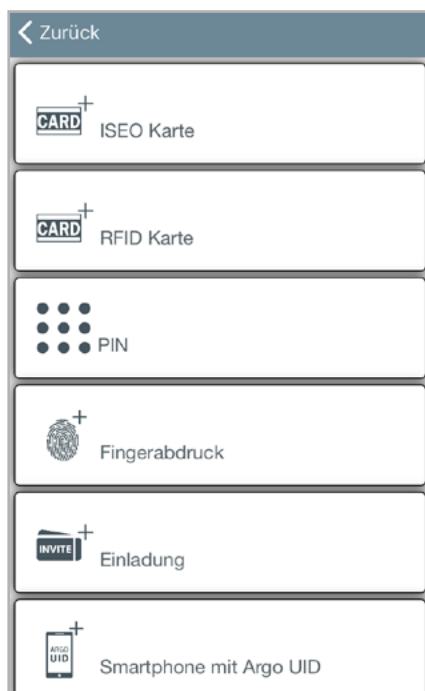 Zurück
CARD
ISEO Karte
CARD
RFID Karte
PIN
Fingerabdruck
INVITE
Einladung
ARGO
UID
Smartphone mit Argo UID